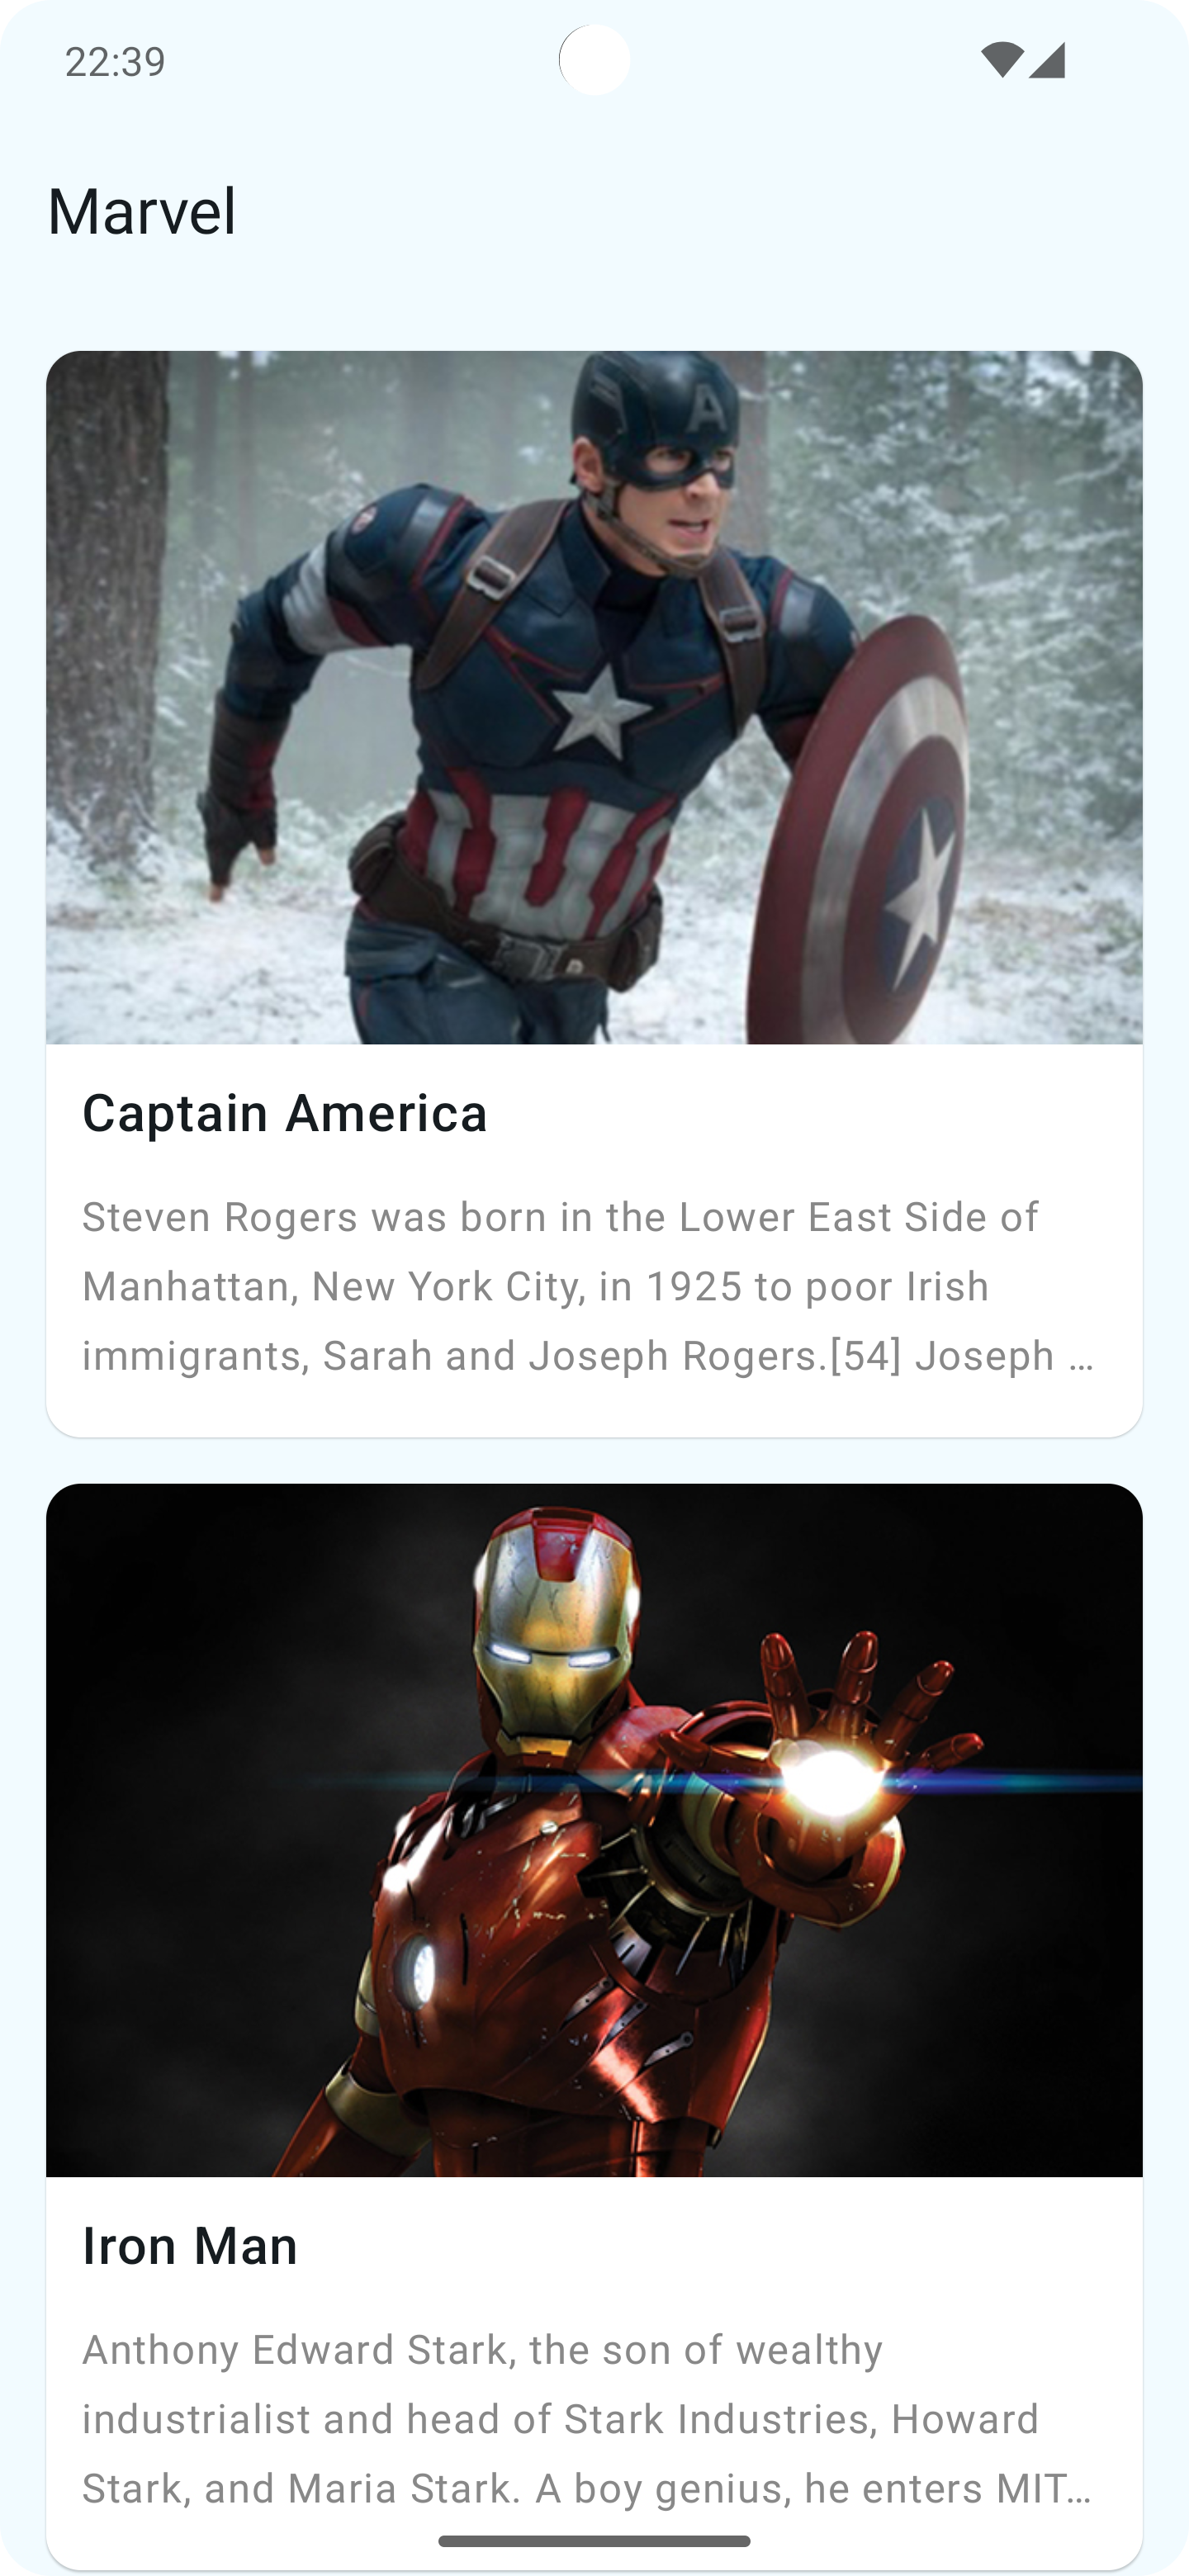 22:39
Marvel
A
Captain America
Steven Rogers was born in the Lower East Side of
Manhattan, New York City, in 1925 to poor Irish
immigrants, Sarah and Joseph Rogers.[54] Joseph …
Iron Man
Anthony Edward Stark, the son of wealthy
industrialist and head of Stark Industries, Howard
Stark, and Maria Stark. A boy genius, he enters MIT…